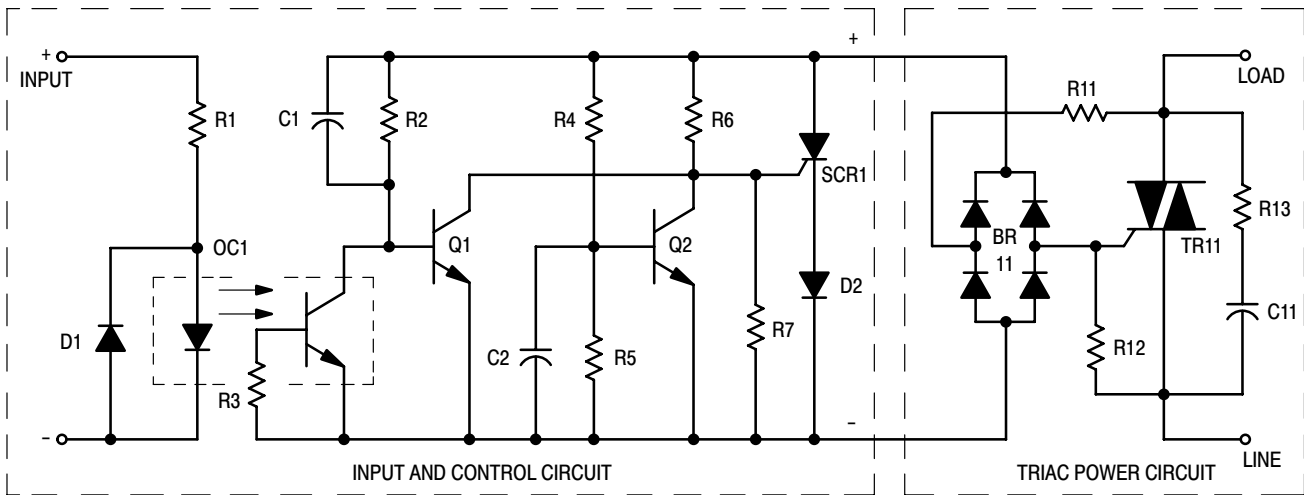 +
INPUT
R1
OC1
D1
R3
−
C1
R2
Q1
R4
C2
R5
Q2
R6
R7
SCR1
D2
+
−
INPUT AND CONTROL CIRCUIT
R11
BR
11
R12
TR11
R13
C11
LOAD
LINE
TRIAC POWER CIRCUIT